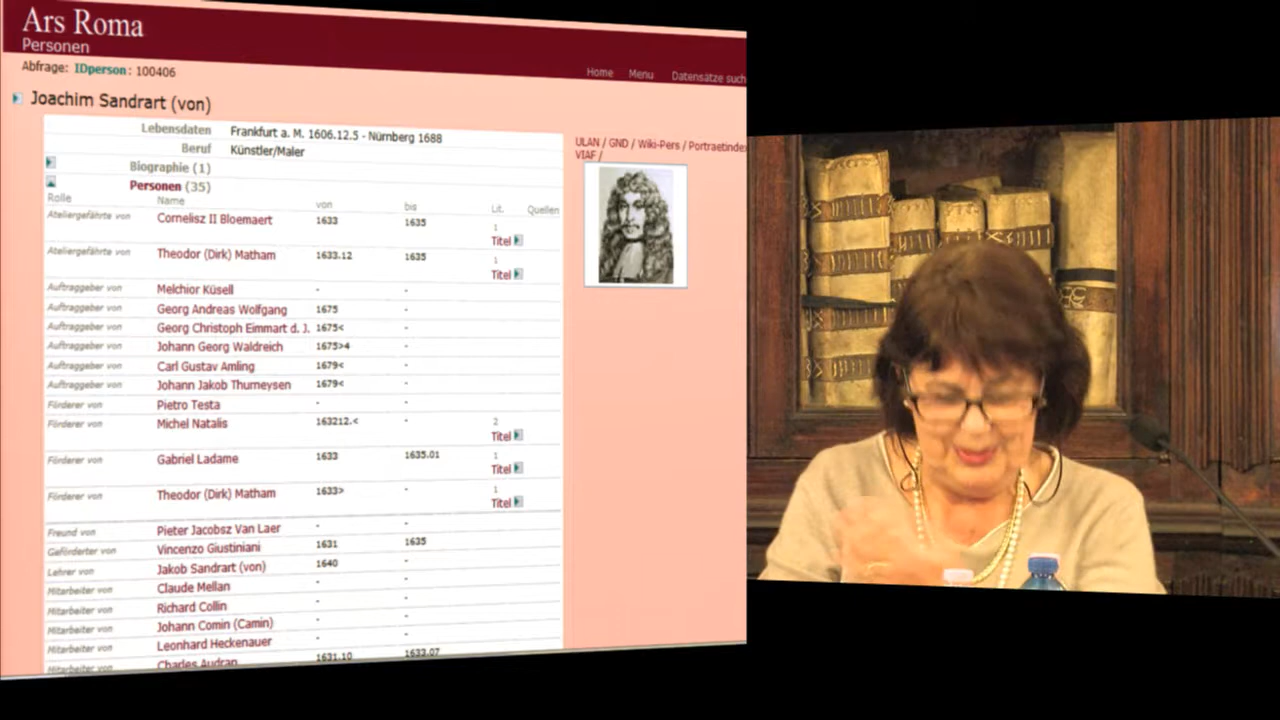 Ars Roma
Personen
Abfrage: IDperson: 100406
Home Menu Datensätze such
Joachim Sandrart (von)
Lebensdaten Frankfurt a. M. 1606.12.5 - Nürnberg 1688
Beruf Künstler/Maler
ULAN / GND / Wiki-Pers / Portraetinde
VIAF /
Biographie (1)
Personen (35)
Rolle Name von bis Lit. Quellen
Ateliergefährte von Cornelisz II Bloemaert 1633 1635 1
Titel
Ateliergefährte von Theodor (Dirk) Matham 1633.12 1635 1
Titel
Auftraggeber von Melchior Küsell - -
Auftraggeber von Georg Andreas Wolfgang 1675 -
Auftraggeber von Georg Christoph Eimmart d. J. 1675< -
Auftraggeber von Johann Georg Waldreich 1675>4 -
Auftraggeber von Carl Gustav Amling 1679< -
Auftraggeber von Johann Jakob Thurneysen 1679< -
Förderer von Pietro Testa - -
Förderer von Michel Natalis 163212.< - 2
Titel
Förderer von Gabriel Ladame 1633 1635.01 1
Titel
Förderer von Theodor (Dirk) Matham 1633> - 1
Titel
Freund von Pieter Jacobsz Van Laer - -
Geförderter von Vincenzo Giustiniani 1631 1635
Lehrer von Jakob Sandrart (von) 1640 -
Mitarbeiter von Claude Mellan - -
Mitarbeiter von Richard Collin - -
Mitarbeiter von Johann Comin (Camin) - -
Mitarbeiter von Leonhard Heckenauer - -
Mitarbeiter von Charles Audran 1631.10 1633.07